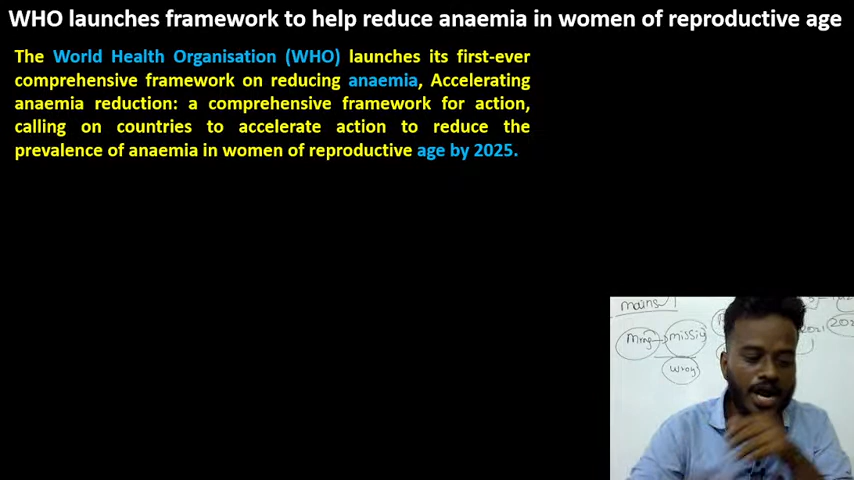 WHO launches framework to help reduce anaemia in women of reproductive age
The World Health Organisation (WHO) launches its first-ever
comprehensive framework on reducing anaemia, Accelerating
anaemia reduction: a comprehensive framework for action,
calling on countries to accelerate action to reduce the
prevalence of anaemia in women of reproductive age by 2025.
mains